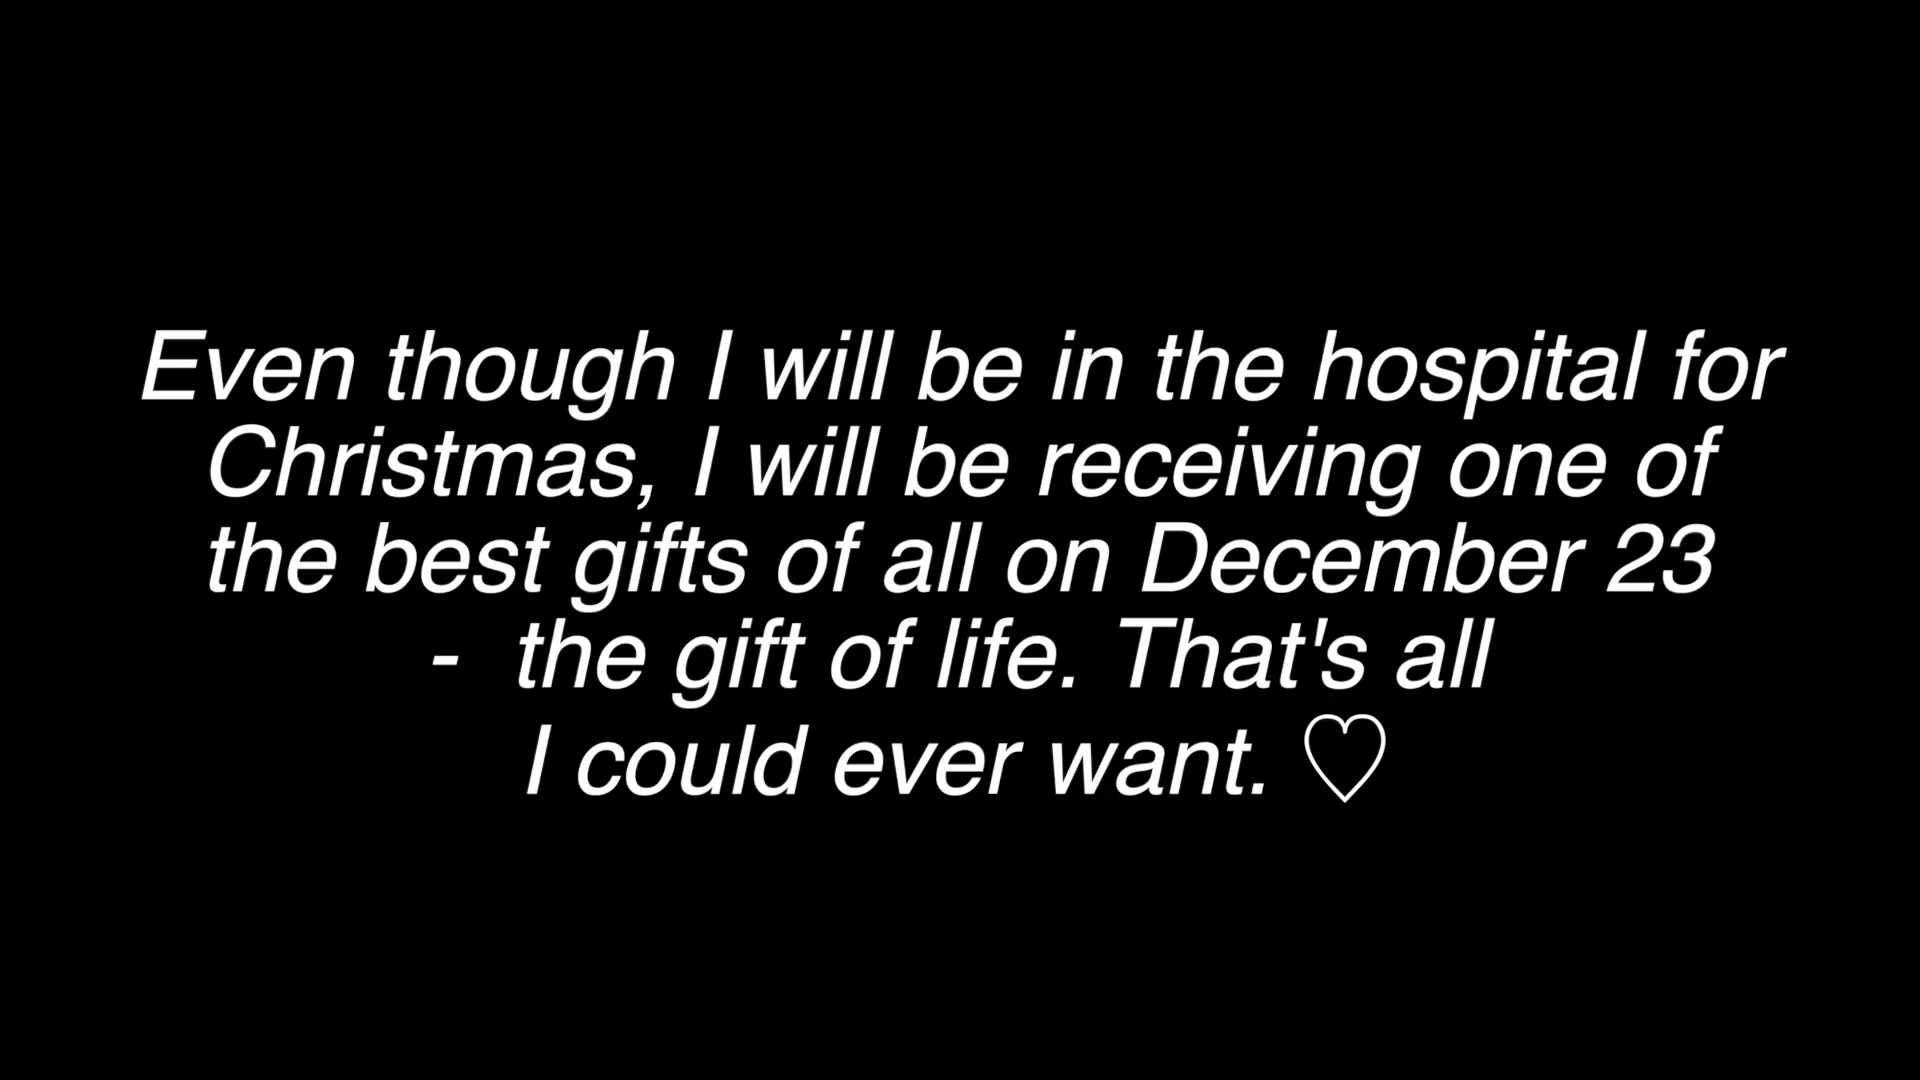 Even though I will be in the hospital for
Christmas, I will be receiving one of
the best gifts of all on December 23
-  the gift of life. That's all
I could ever want. ♡